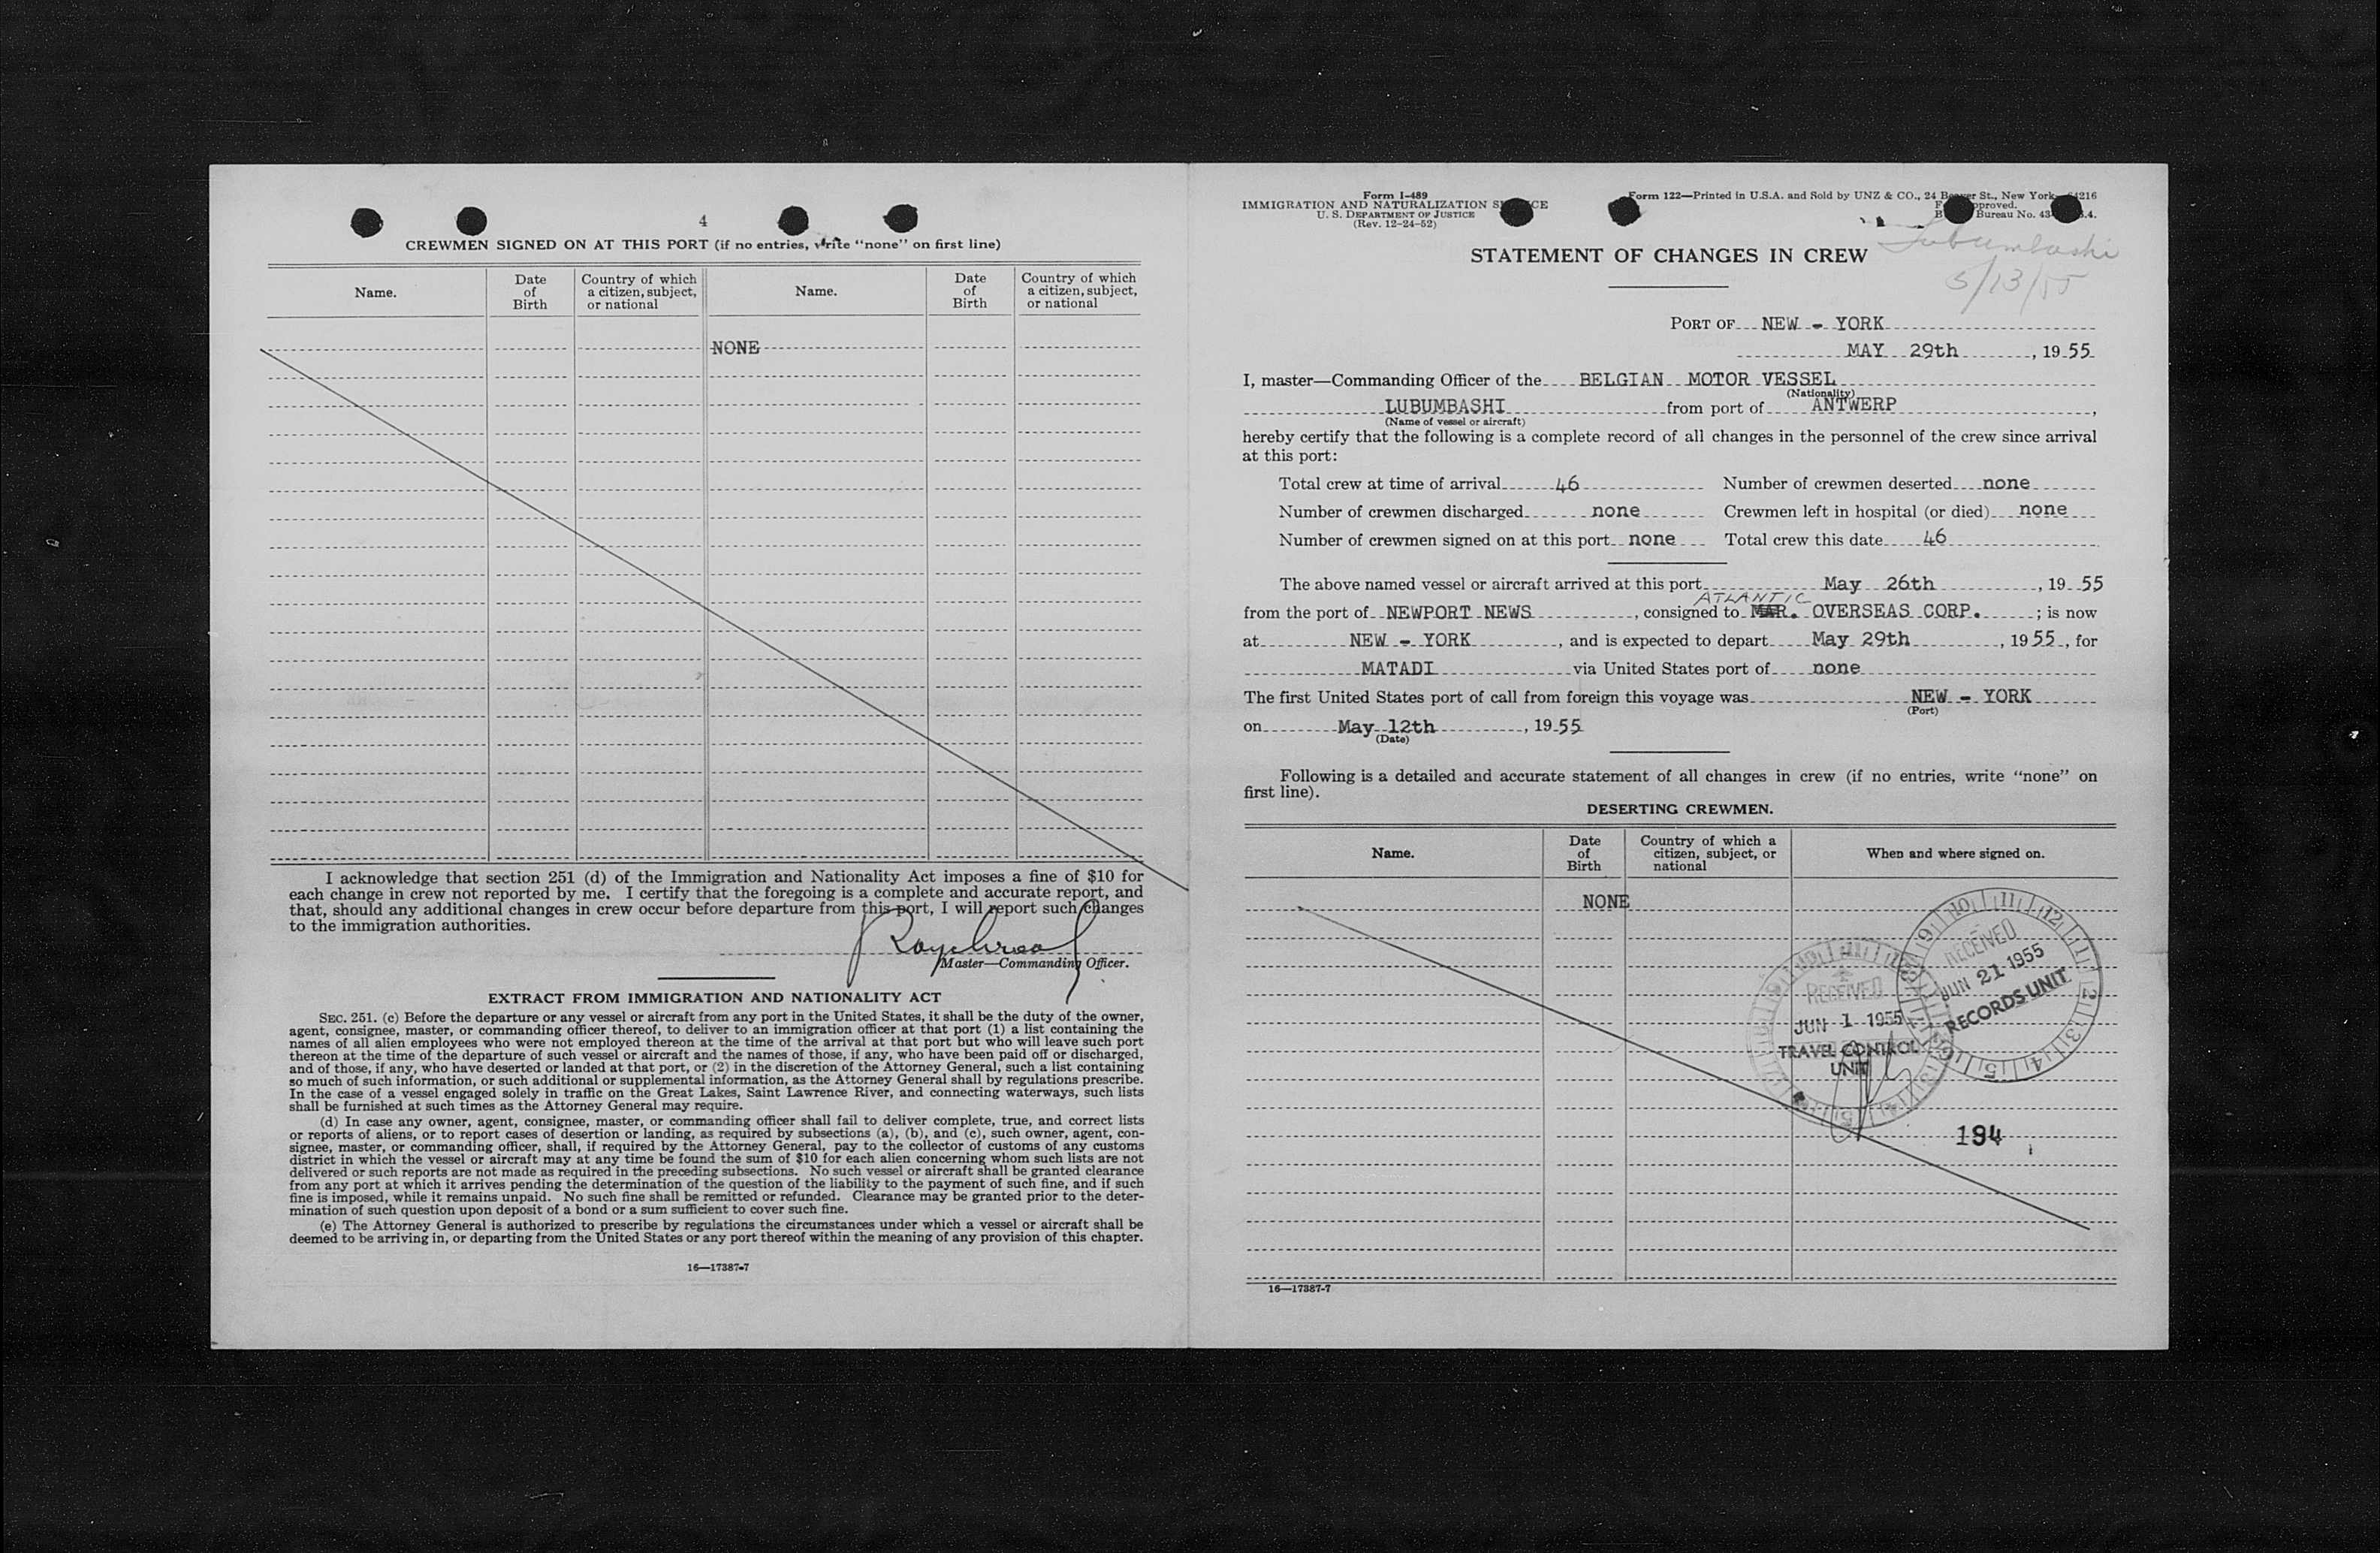 4
CREWMEN SIGNED ON AT THIS PORT (if no entries, write "none" on first line)
Name. Date of Birth Country of which a citizen, subject, or national Name. Date of Birth Country of which a citizen, subject, or national
NONE
I acknowledge that section 251 (d) of the Immigration and Nationality Act imposes a fine of $10 for
each change in crew not reported by me. I certify that the foregoing is a complete and accurate report, and
that, should any additional changes in crew occur before departure from this port, I will report such changes
to the immigration authorities.
Master—Commanding Officer.
EXTRACT FROM IMMIGRATION AND NATIONALITY ACT
SEC. 251. (c) Before the departure or any vessel or aircraft from any port in the United States, it shall be the duty of the owner,
agent, consignee, master, or commanding officer thereof, to deliver to an immigration officer at that port (1) a list containing the
names of all alien employees who were not employed thereon at the time of the arrival at that port but who will leave such port
thereon at the time of the departure of such vessel or aircraft and the names of those, if any, who have been paid off or discharged,
and of those, if any, who have deserted or landed at that port, or (2) in the discretion of the Attorney General, such a list containing
so much of such information, or such additional or supplemental information, as the Attorney General shall by regulations prescribe.
In the case of a vessel engaged solely in traffic on the Great Lakes, Saint Lawrence River, and connecting waterways, such lists
shall be furnished at such times as the Attorney General may require.
(d) In case any owner, agent, consignee, master, or commanding officer shall fail to deliver complete, true, and correct lists
or reports of aliens, or to report cases of desertion or landing, as required by subsections (a), (b), and (c), such owner, agent, con-
signee, master, or commanding officer, shall, if required by the Attorney General, pay to the collector of customs of any customs
district in which the vessel or aircraft may at any time be found the sum of $10 for each alien concerning whom such lists are not
delivered or such reports are not made as required in the preceding subsections. No such vessel or aircraft shall be granted clearance
from any port at which it arrives pending the determination of the question of the liability to the payment of such fine, and if such
fine is imposed, while it remains unpaid. No such fine shall be remitted or refunded. Clearance may be granted prior to the deter-
mination of such question upon deposit of a bond or a sum sufficient to cover such fine.
(e) The Attorney General is authorized to prescribe by regulations the circumstances under which a vessel or aircraft shall be
deemed to be arriving in, or departing from the United States or any port thereof within the meaning of any provision of this chapter.
16—17387-7
Form I-489
IMMIGRATION AND NATURALIZATION
U. S. DEPARTMENT OF JUSTICE
(Rev. 12-24-52)
Form 122—Printed in U.S.A. and Sold by UNZ & CO., 24 St., New York
Bureau No.
Lubumbashi
5/13/55
STATEMENT OF CHANGES IN CREW
PORT OF NEW - YORK
MAY 29th, 1955
I, master—Commanding Officer of the BELGIAN MOTOR VESSEL
(Nationality)
LUBUMBASHI from port of ANTWERP,
(Name of vessel or aircraft)
hereby certify that the following is a complete record of all changes in the personnel of the crew since arrival
at this port:
Total crew at time of arrival 46 Number of crewmen deserted none
Number of crewmen discharged none Crewmen left in hospital (or died) none
Number of crewmen signed on at this port none Total crew this date 46
The above named vessel or aircraft arrived at this port May 26th, 1955
ATLANTIC
from the port of NEWPORT NEWS, consigned to MAR. OVERSEAS CORP.; is now
at NEW - YORK, and is expected to depart May 29th, 1955, for
MATADI via United States port of none
The first United States port of call from foreign this voyage was NEW - YORK
(Port)
on May 12th, 1955
(Date)
Following is a detailed and accurate statement of all changes in crew (if no entries, write "none" on
first line).
DESERTING CREWMEN.
Name. Date of Birth Country of which a citizen, subject, or national When and where signed on.
NONE
RECEIVED
JUN 21 1955
RECORDS UNIT
RECEIVED
JUN 1 1955
TRAVEL CONTROL
UNIT
194
16—17387-7